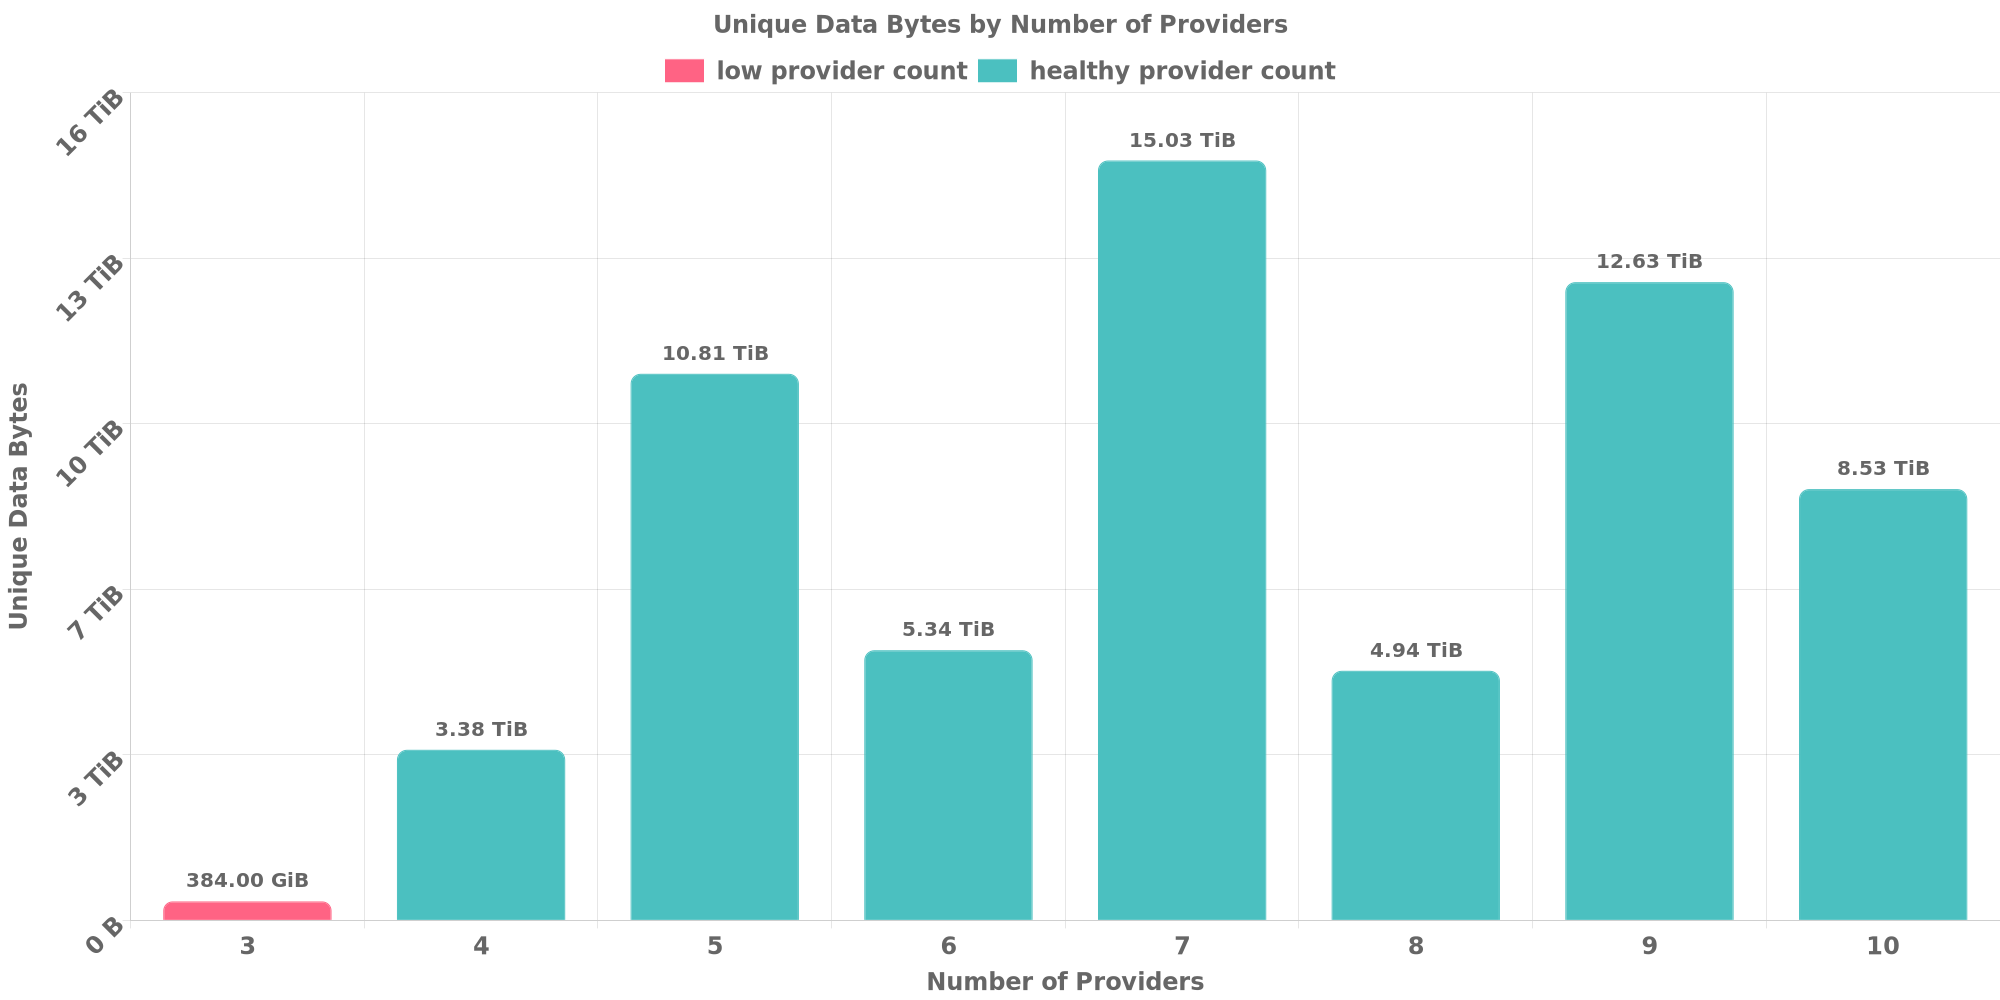 Unique Data Bytes by Number of Providers
low provider count
healthy provider count
16 TiB
13 TiB
10 TiB
7 TiB
3 TiB
0 B
Unique Data Bytes
384.00 GiB
3.38 TiB
10.81 TiB
5.34 TiB
15.03 TiB
4.94 TiB
12.63 TiB
8.53 TiB
3
4
5
6
7
8
9
10
Number of Providers